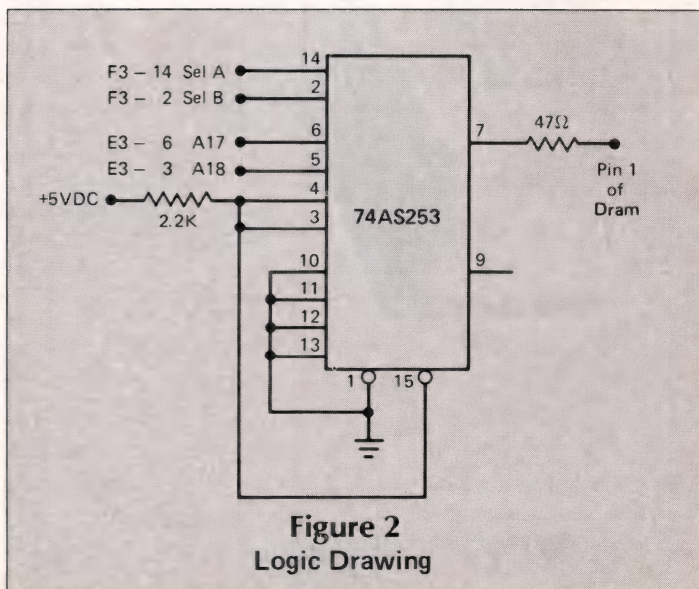 F3 – 14 Sel A
14
F3 – 2 Sel B
2
E3 – 6 A17
6
E3 – 3 A18
5
+5VDC
2.2K
4
3
10
11
12
13
74AS253
7
47Ω
Pin 1
of
Dram
9
1
15
Figure 2
Logic Drawing